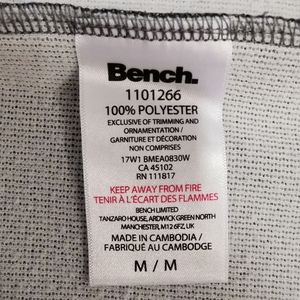 Bench.
1101266
100% POLYESTER
EXCLUSIVE OF TRIMMING AND
ORNAMENTATION/
GARNITURE ET DÉCORATION
NON COMPRISES
17W1 BMEA0830W
CA 45102
RN 111817
KEEP AWAY FROM FIRE
TENIR À L'ÉCART DES FLAMMES
BENCH LIMITED
TANZARO HOUSE, ARDWICK GREEN NORTH
MANCHESTER, M12 6FZ, UK
MADE IN CAMBODIA /
FABRIQUÉ AU CAMBODGE
M / M